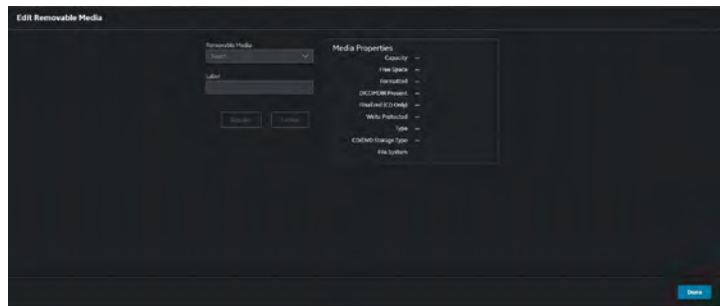 Edit Removable Media
Removable Media
Label
Media Properties
Capacity --
Free Space --
Formatted --
DICOMDIR Present --
Finalized (CD Only) --
Write Protected --
Type --
CD/DVD Storage Type --
File System
Done